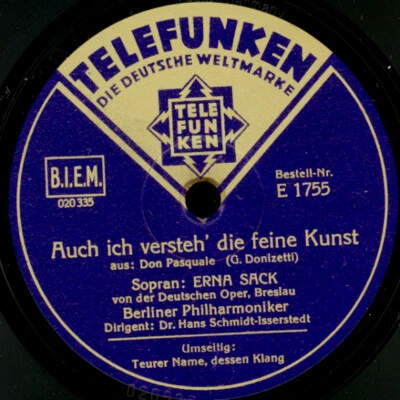 TELEFUNKEN
DIE DEUTSCHE WELTMARKE
TELE
FUN
KEN
B.I.E.M.
020335
Bestell-Nr.
E 1755
Auch ich versteh' die feine Kunst
aus: Don Pasquale (G. Donizetti)
Sopran: ERNA SACK
von der Deutschen Oper, Breslau
Berliner Philharmoniker
Dirigent: Dr. Hans Schmidt-Isserstedt
Umseitig:
Teurer Name, dessen Klang